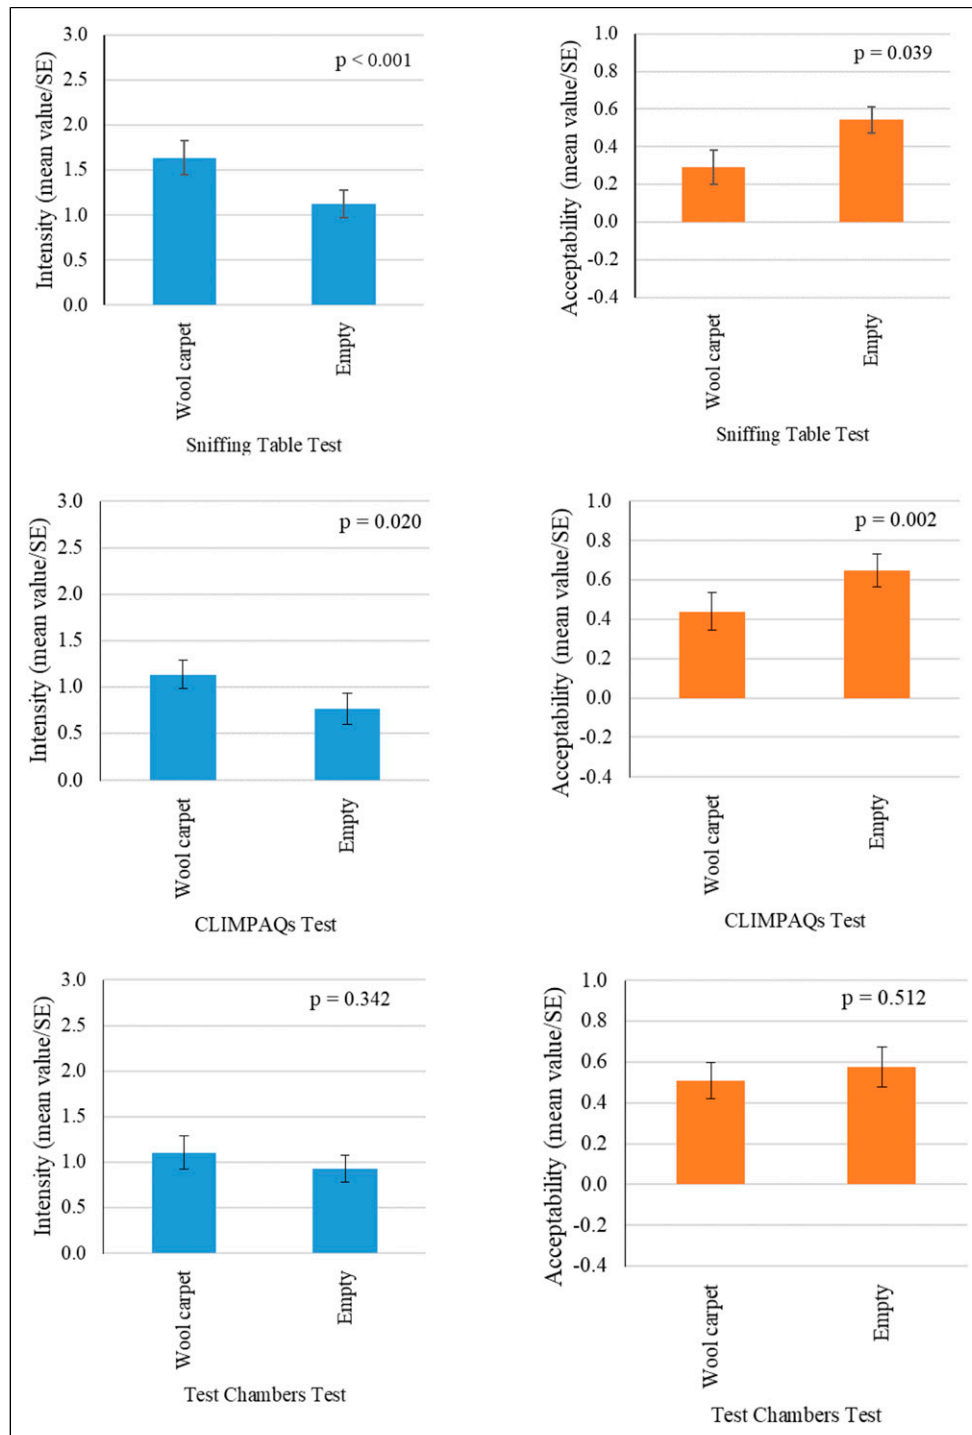 3.0
2.5
2.0
1.5
1.0
0.5
0.0
Intensity (mean value/SE)
p < 0.001
Wool carpet
Empty
Sniffing Table Test
1.0
0.8
0.6
0.4
0.2
0.0
-0.2
-0.4
Acceptability (mean value/SE)
p = 0.039
Wool carpet
Empty
Sniffing Table Test
3.0
2.5
2.0
1.5
1.0
0.5
0.0
Intensity (mean value/SE)
p = 0.020
Wool carpet
Empty
CLIMPAQs Test
1.0
0.8
0.6
0.4
0.2
0.0
-0.2
-0.4
Acceptability (mean value/SE)
p = 0.002
Wool carpet
Empty
CLIMPAQs Test
3.0
2.5
2.0
1.5
1.0
0.5
0.0
Intensity (mean value/SE)
p = 0.342
Wool carpet
Empty
Test Chambers Test
1.0
0.8
0.6
0.4
0.2
0.0
-0.2
-0.4
Acceptability (mean value/SE)
p = 0.512
Wool carpet
Empty
Test Chambers Test